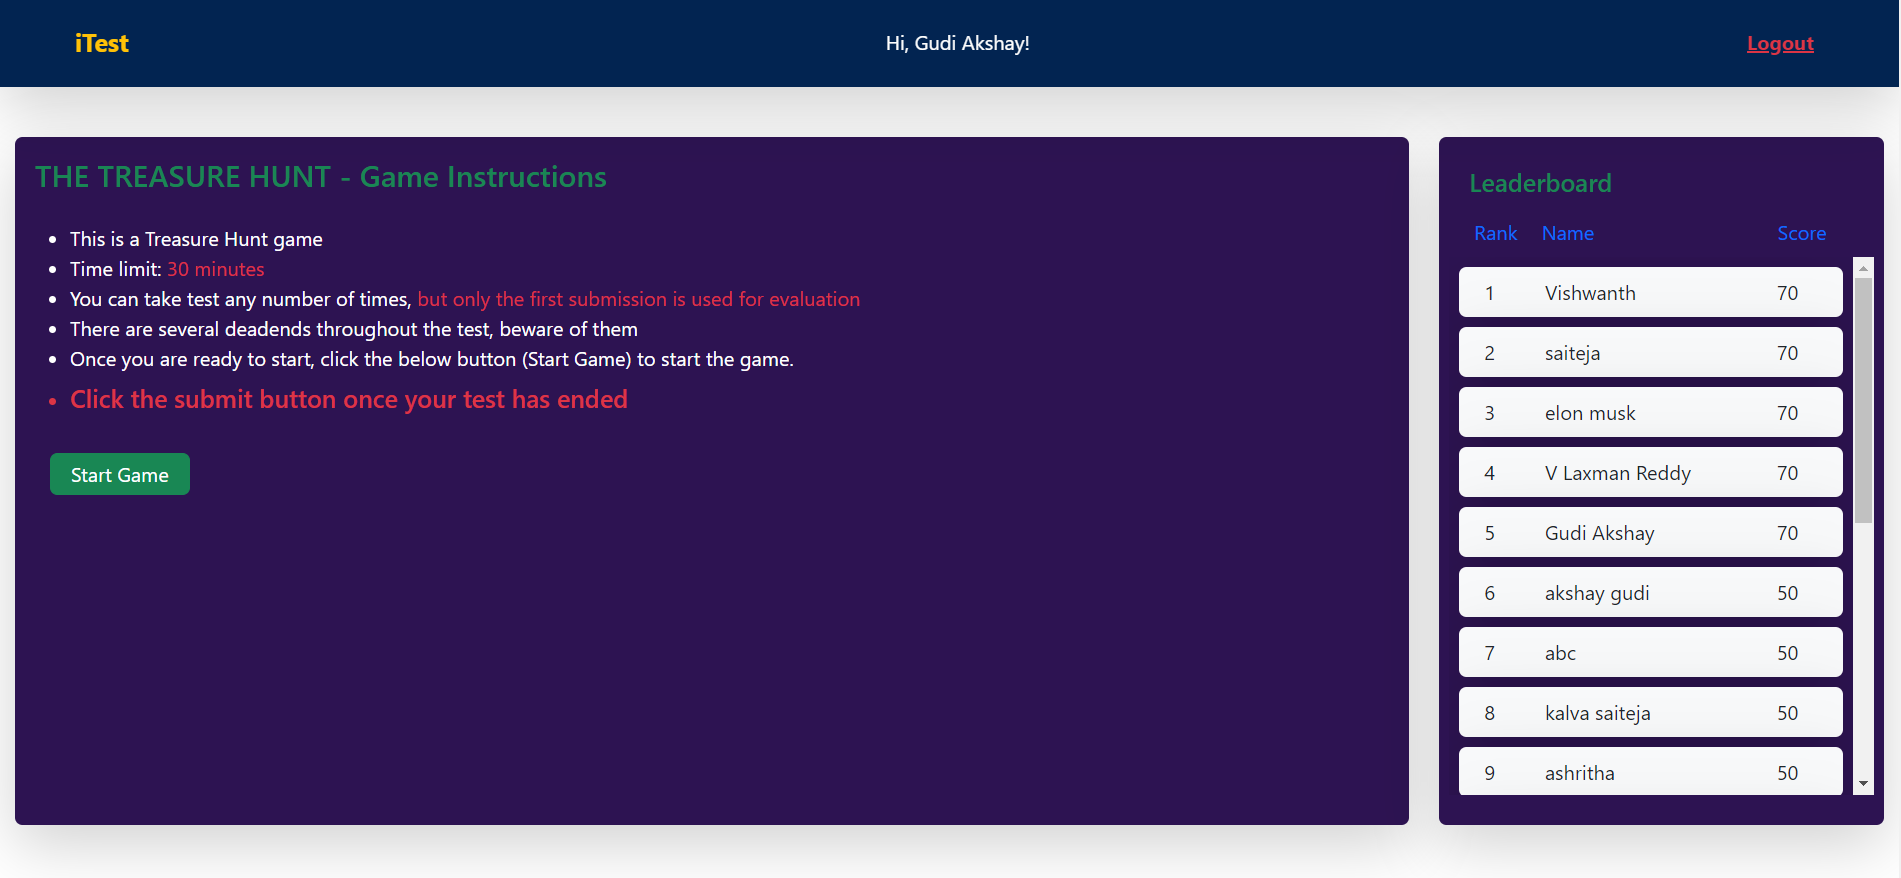 iTest
Hi, Gudi Akshay!
Logout
THE TREASURE HUNT - Game Instructions
This is a Treasure Hunt game
Time limit: 30 minutes
You can take test any number of times, but only the first submission is used for evaluation
There are several deadends throughout the test, beware of them
Once you are ready to start, click the below button (Start Game) to start the game.
Click the submit button once your test has ended
Start Game
Leaderboard
Rank Name Score
1 Vishwanth 70
2 saiteja 70
3 elon musk 70
4 V Laxman Reddy 70
5 Gudi Akshay 70
6 akshay gudi 50
7 abc 50
8 kalva saiteja 50
9 ashritha 50